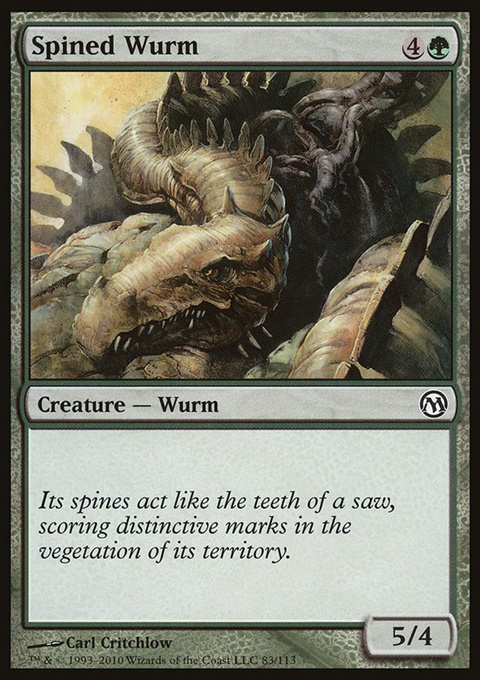 Spined Wurm 4
Creature — Wurm
Its spines act like the teeth of a saw,
scoring distinctive marks in the
vegetation of its territory.
5/4
Carl Critchlow
™ & © 1993–2010 Wizards of the Coast LLC 83/113